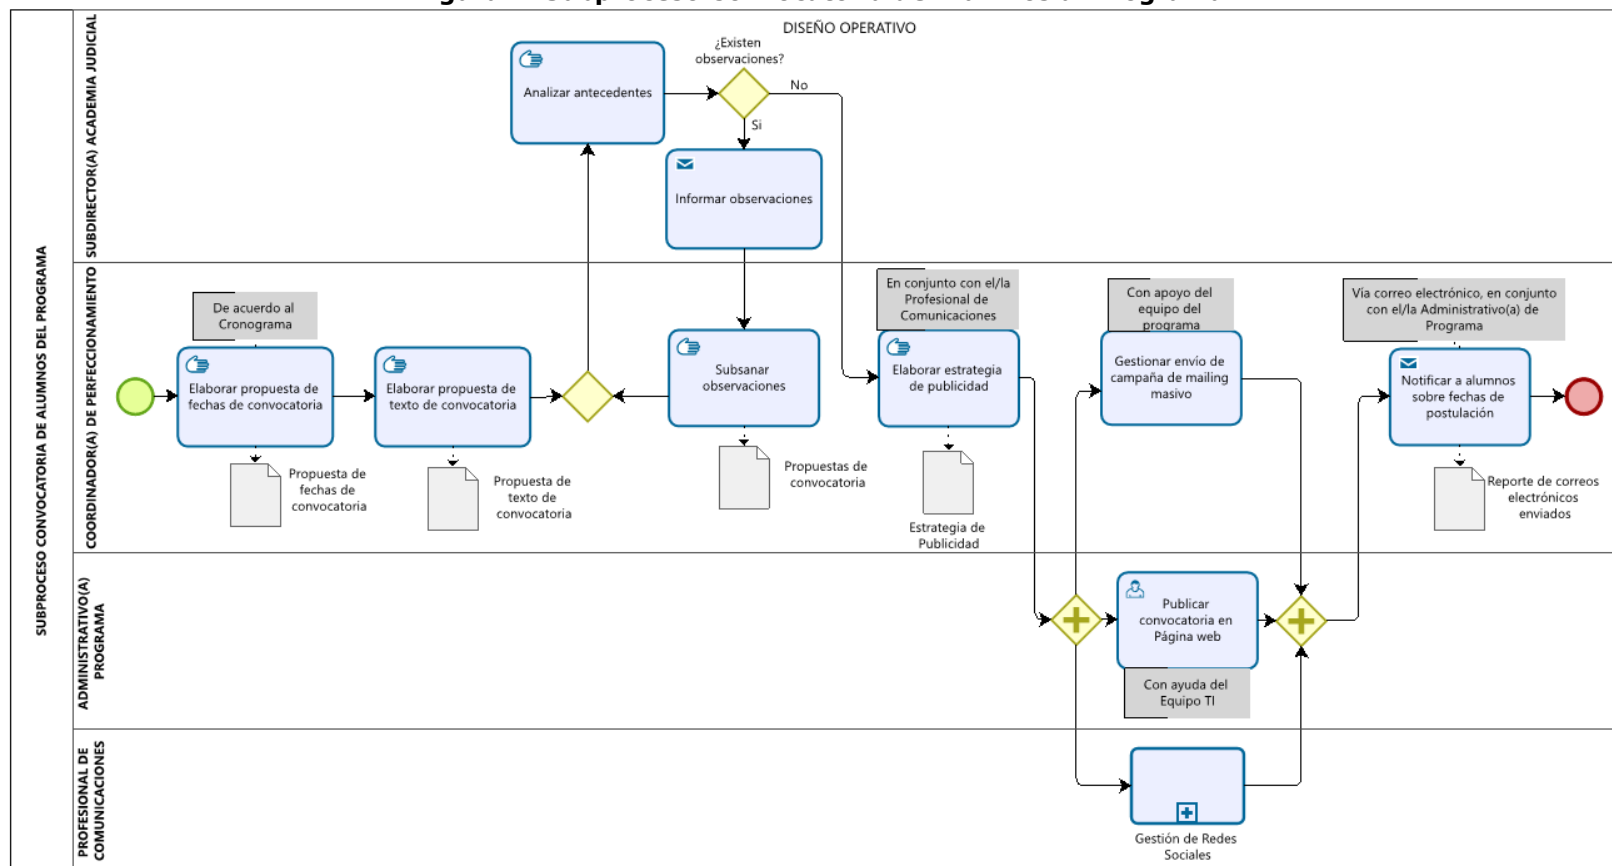 DISEÑO OPERATIVO
SUBPROCESO CONVOCATORIA DE ALUMNOS DEL PROGRAMA
SUBDIRECTOR(A) ACADEMIA JUDICIAL
Analizar antecedentes
¿Existen
observaciones?
No
Si
Informar observaciones
COORDINADOR(A) DE PERFECCIONAMIENTO
De acuerdo al
Cronograma
Elaborar propuesta de
fechas de convocatoria
Propuesta de
fechas de
convocatoria
Elaborar propuesta de
texto de convocatoria
Propuesta de
texto de
convocatoria
Subsanar
observaciones
Propuestas de
convocatoria
En conjunto con el/la
Profesional de
Comunicaciones
Elaborar estrategia
de publicidad
Estrategia de
Publicidad
Con apoyo del
equipo del
programa
Gestionar envío de
campaña de mailing
masivo
Vía correo electrónico, en conjunto
con el/la Administrativo(a) de
Programa
Notificar a alumnos
sobre fechas de
postulación
Reporte de correos
electrónicos
enviados
ADMINISTRATIVO(A)
PROGRAMA
Publicar
convocatoria en
Página web
Con ayuda del
Equipo TI
PROFESIONAL DE
COMUNICACIONES
Gestión de Redes
Sociales